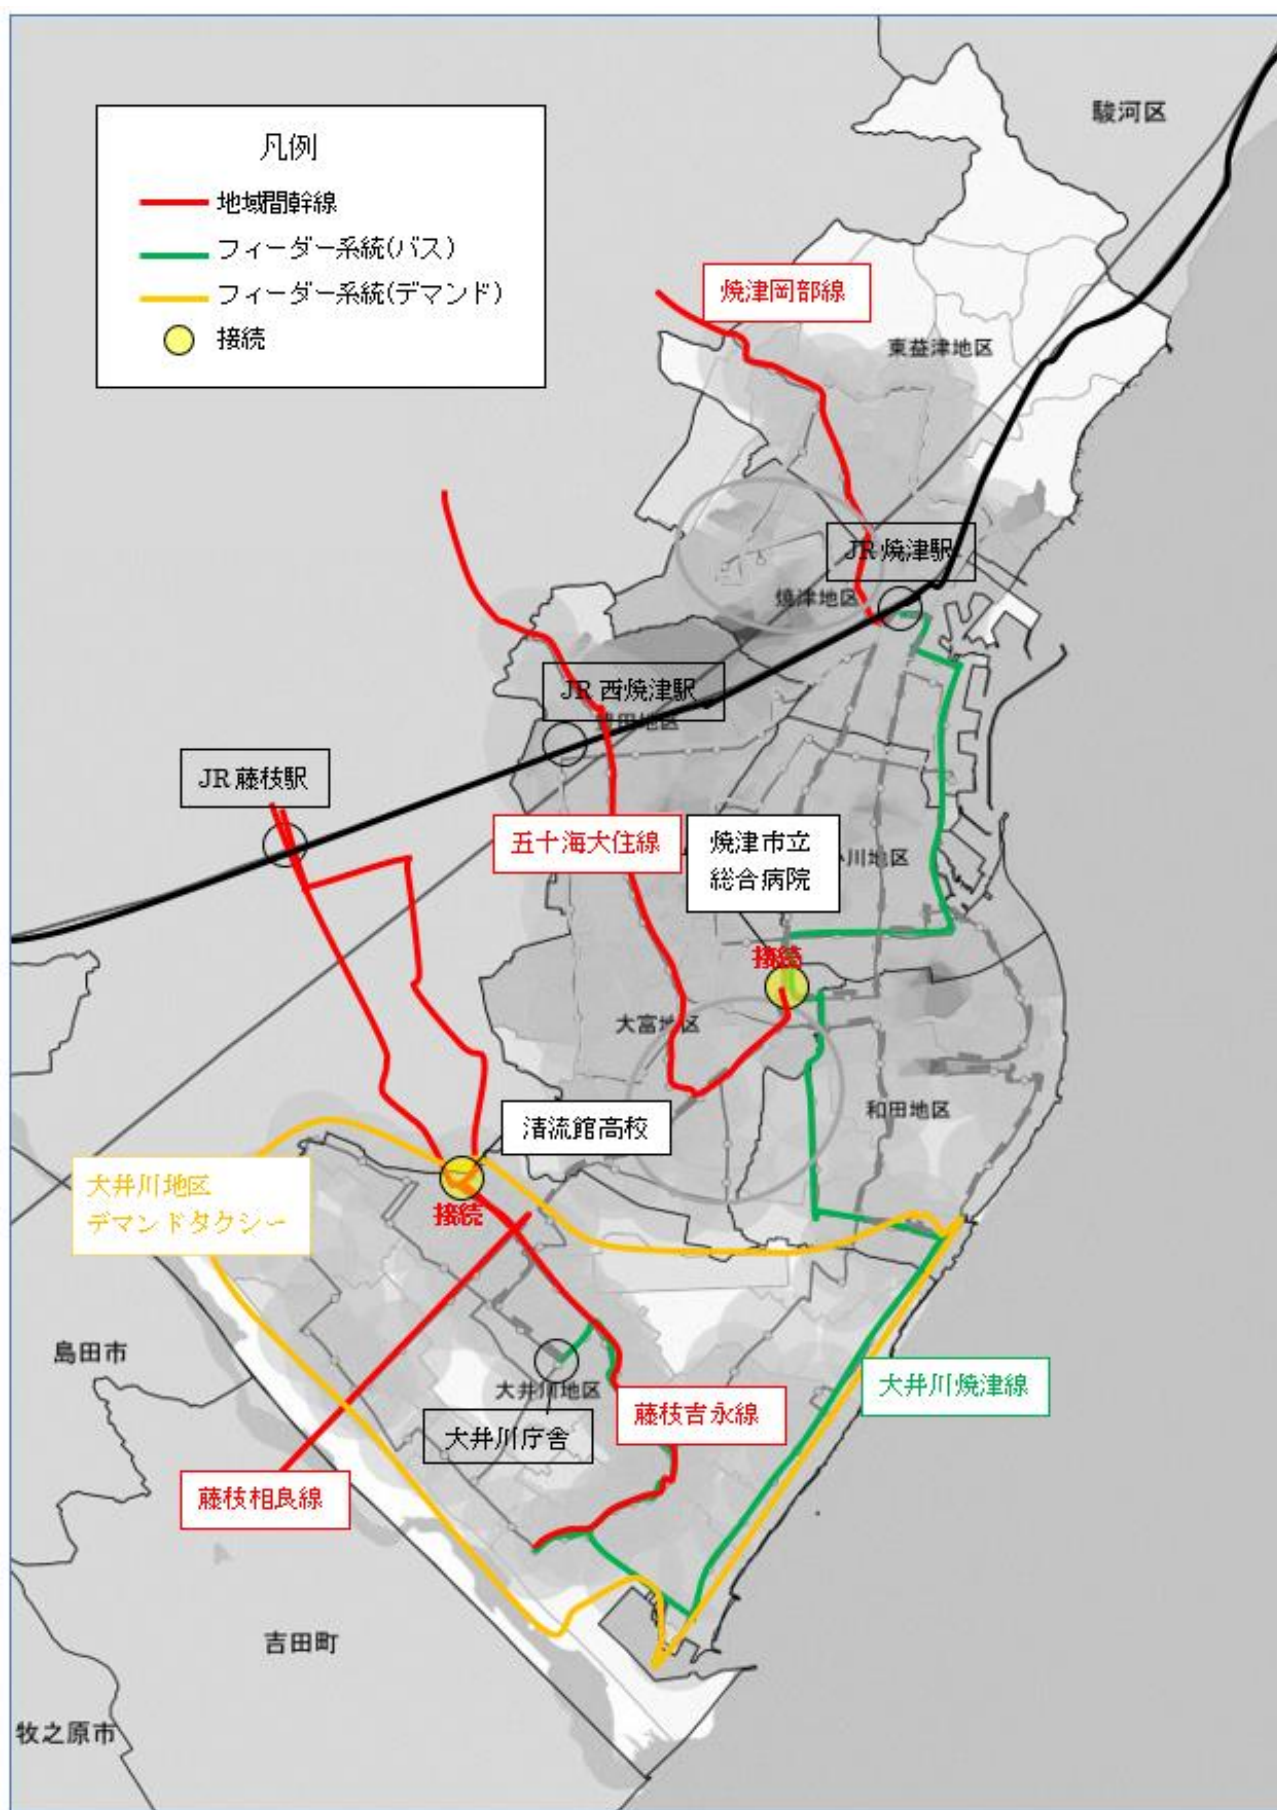 駿河区
凡例
地域間幹線
フィーダー系統(バス)
フィーダー系統(デマンド)
接続
焼津岡部線
東益津地区
JR 焼津駅
焼津地区
JR 西焼津駅
地区
JR 藤枝駅
五十海大住線
焼津市立
総合病院
川地区
接続
大富地区
和田地区
清流館高校
大井川地区
デマンドタクシー
接続
島田市
大井川地区
大井川焼津線
藤枝吉永線
大井川庁舎
藤枝相良線
吉田町
牧之原市